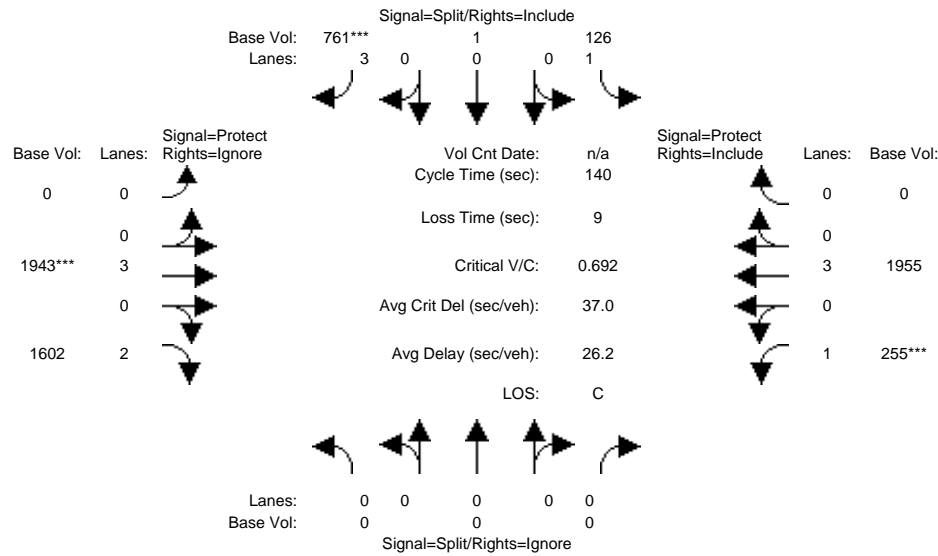 Signal=Split/Rights=Include
Base Vol: 761*** 1 126
Lanes: 3 0 0 0 1
Signal=Protect
Base Vol: Lanes: Rights=Ignore
Vol Cnt Date: n/a
Signal=Protect
Rights=Include Lanes: Base Vol:
Cycle Time (sec): 140
0 0
0 0
Loss Time (sec): 9
0
0
1943*** 3
Critical V/C: 0.692
3 1955
0
Avg Crit Del (sec/veh): 37.0
0
1602 2
Avg Delay (sec/veh): 26.2
1 255***
LOS: C
Lanes: 0 0 0 0 0
Base Vol: 0 0 0
Signal=Split/Rights=Ignore